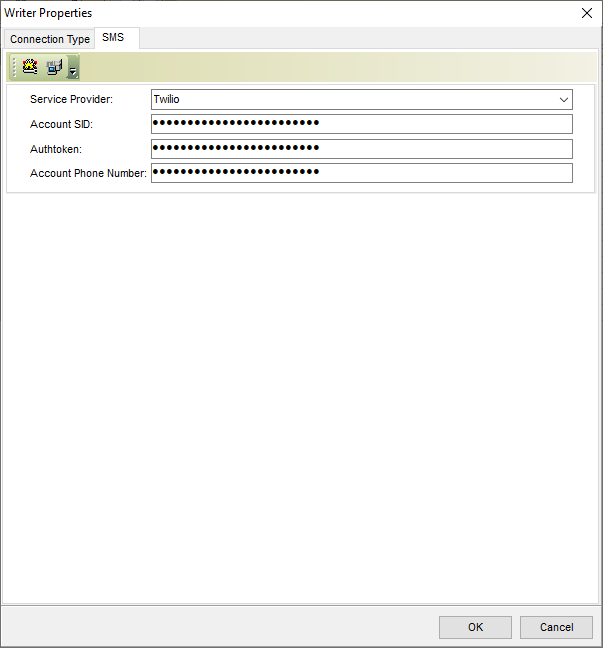 Writer Properties
Connection Type SMS
Service Provider: Twilio
Account SID: ••••••••••••••••••••••••
Authtoken: ••••••••••••••••••••••••
Account Phone Number: ••••••••••••••••••••••••
OK Cancel